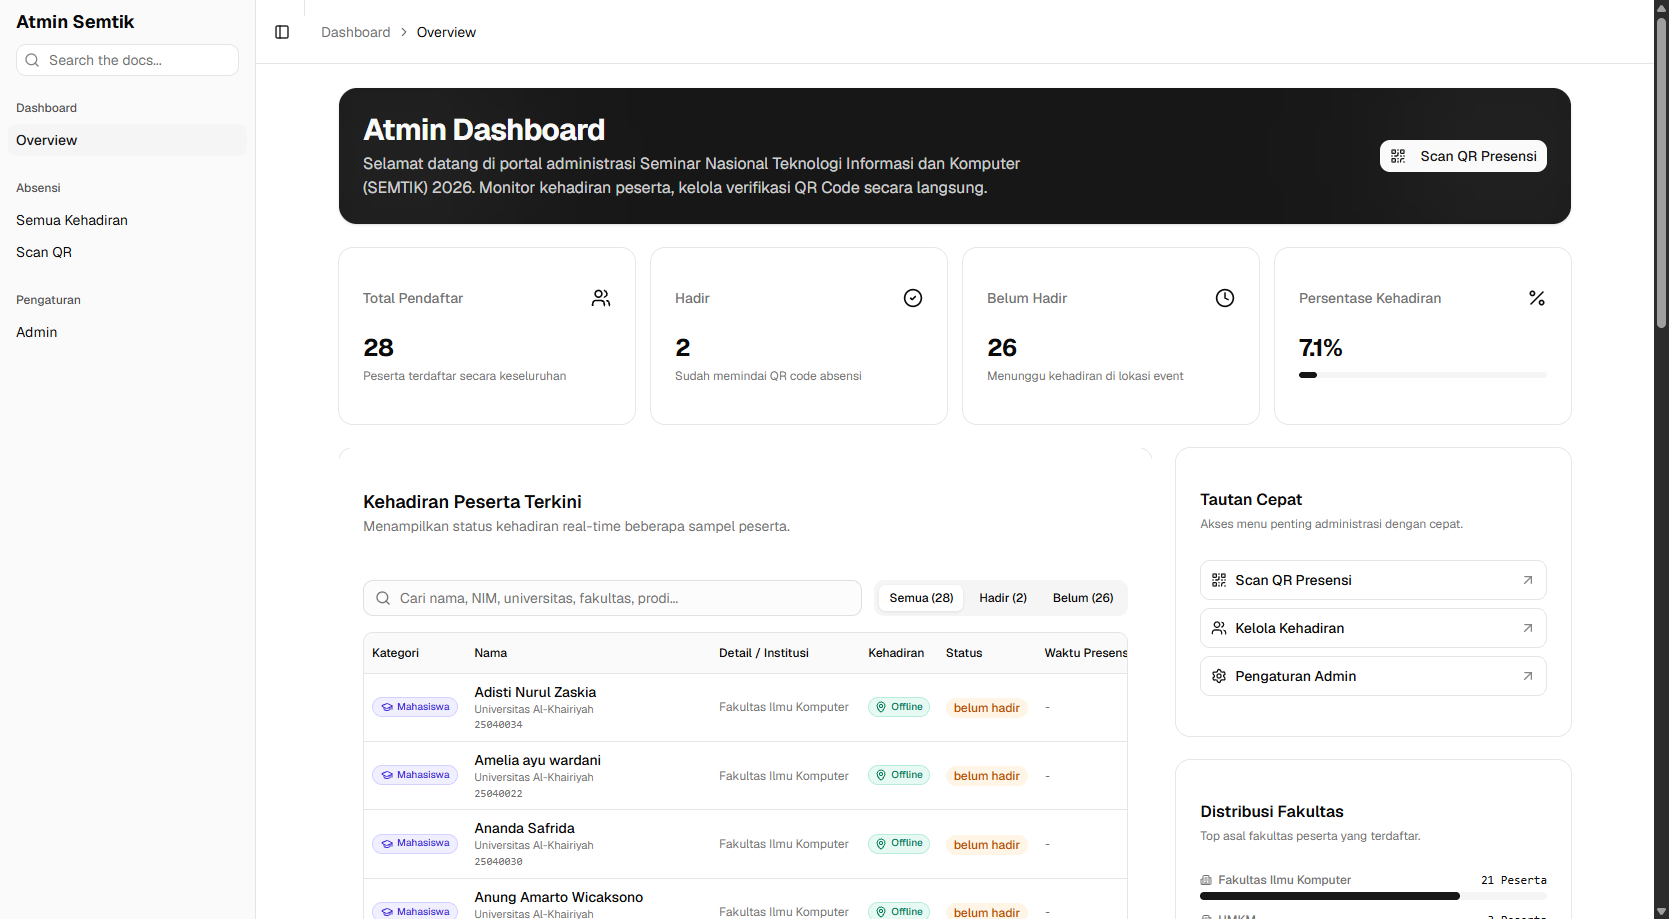 Atmin Semtik
Search the docs...
Dashboard
Overview
Absensi
Semua Kehadiran
Scan QR
Pengaturan
Admin
Dashboard > Overview
Atmin Dashboard
Selamat datang di portal administrasi Seminar Nasional Teknologi Informasi dan Komputer
(SEMTIK) 2026. Monitor kehadiran peserta, kelola verifikasi QR Code secara langsung.
Scan QR Presensi
Total Pendaftar
28
Peserta terdaftar secara keseluruhan
Hadir
2
Sudah memindai QR code absensi
Belum Hadir
26
Menunggu kehadiran di lokasi event
Persentase Kehadiran
7.1%
Kehadiran Peserta Terkini
Menampilkan status kehadiran real-time beberapa sampel peserta.
Cari nama, NIM, universitas, fakultas, prodi...
Semua (28) Hadir (2) Belum (26)
Kategori Nama Detail / Institusi Kehadiran Status Waktu Presens
Mahasiswa Adisti Nurul Zaskia Fakultas Ilmu Komputer Offline belum hadir -
Universitas Al-Khairiyah
25040034
Mahasiswa Amelia ayu wardani Fakultas Ilmu Komputer Offline belum hadir -
Universitas Al-Khairiyah
25040022
Mahasiswa Ananda Safrida Fakultas Ilmu Komputer Offline belum hadir -
Universitas Al-Khairiyah
25040030
Mahasiswa Anung Amarto Wicaksono Fakultas Ilmu Komputer Offline belum hadir -
Universitas Al-Khairiyah
Tautan Cepat
Akses menu penting administrasi dengan cepat.
Scan QR Presensi
Kelola Kehadiran
Pengaturan Admin
Distribusi Fakultas
Top asal fakultas peserta yang terdaftar.
Fakultas Ilmu Komputer 21 Peserta